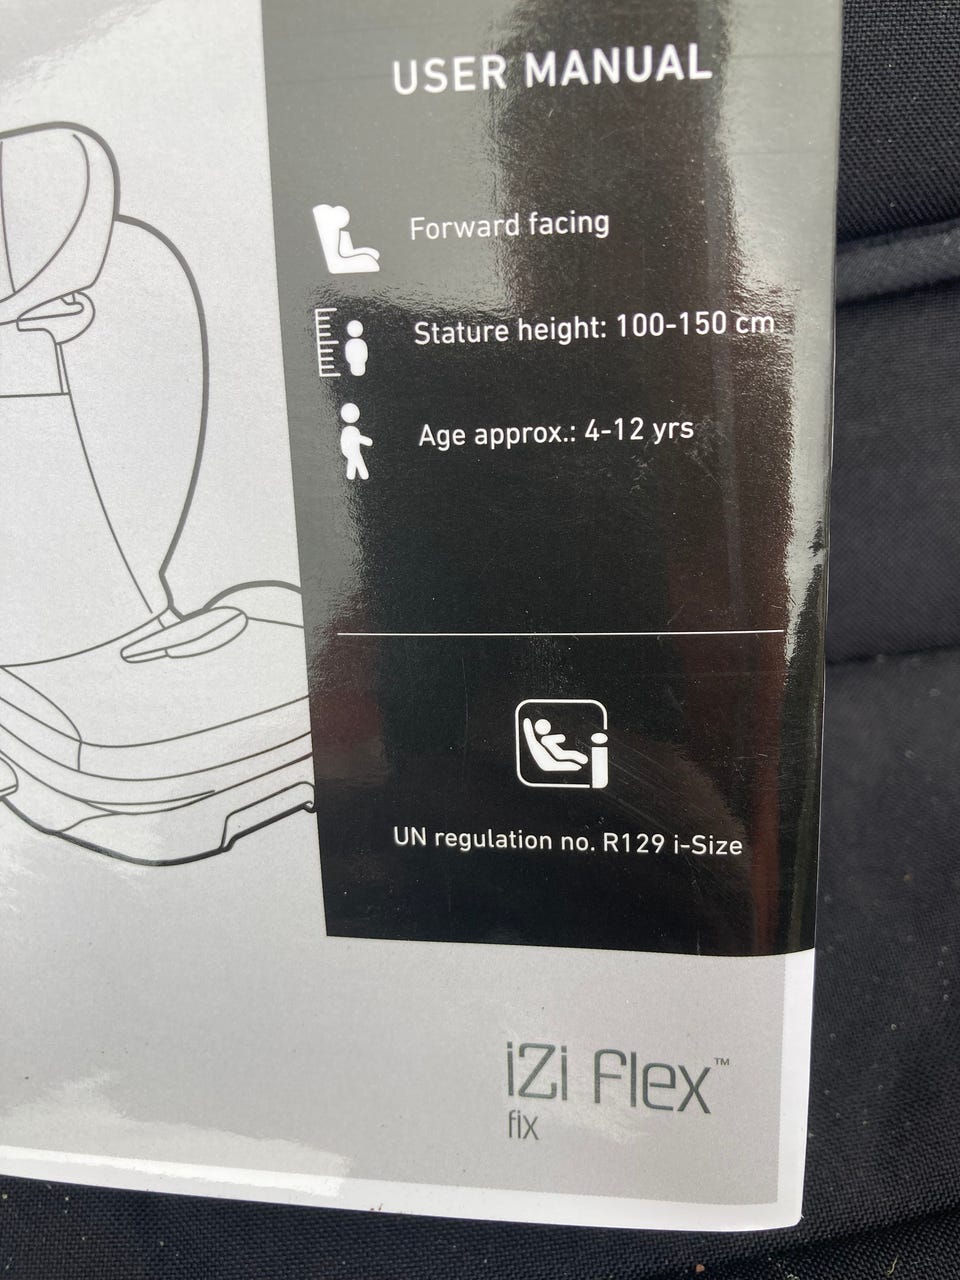 USER MANUAL
Forward facing
Stature height: 100-150 cm
Age approx.: 4-12 yrs
UN regulation no. R129 i-Size
iZi Flex™
fix